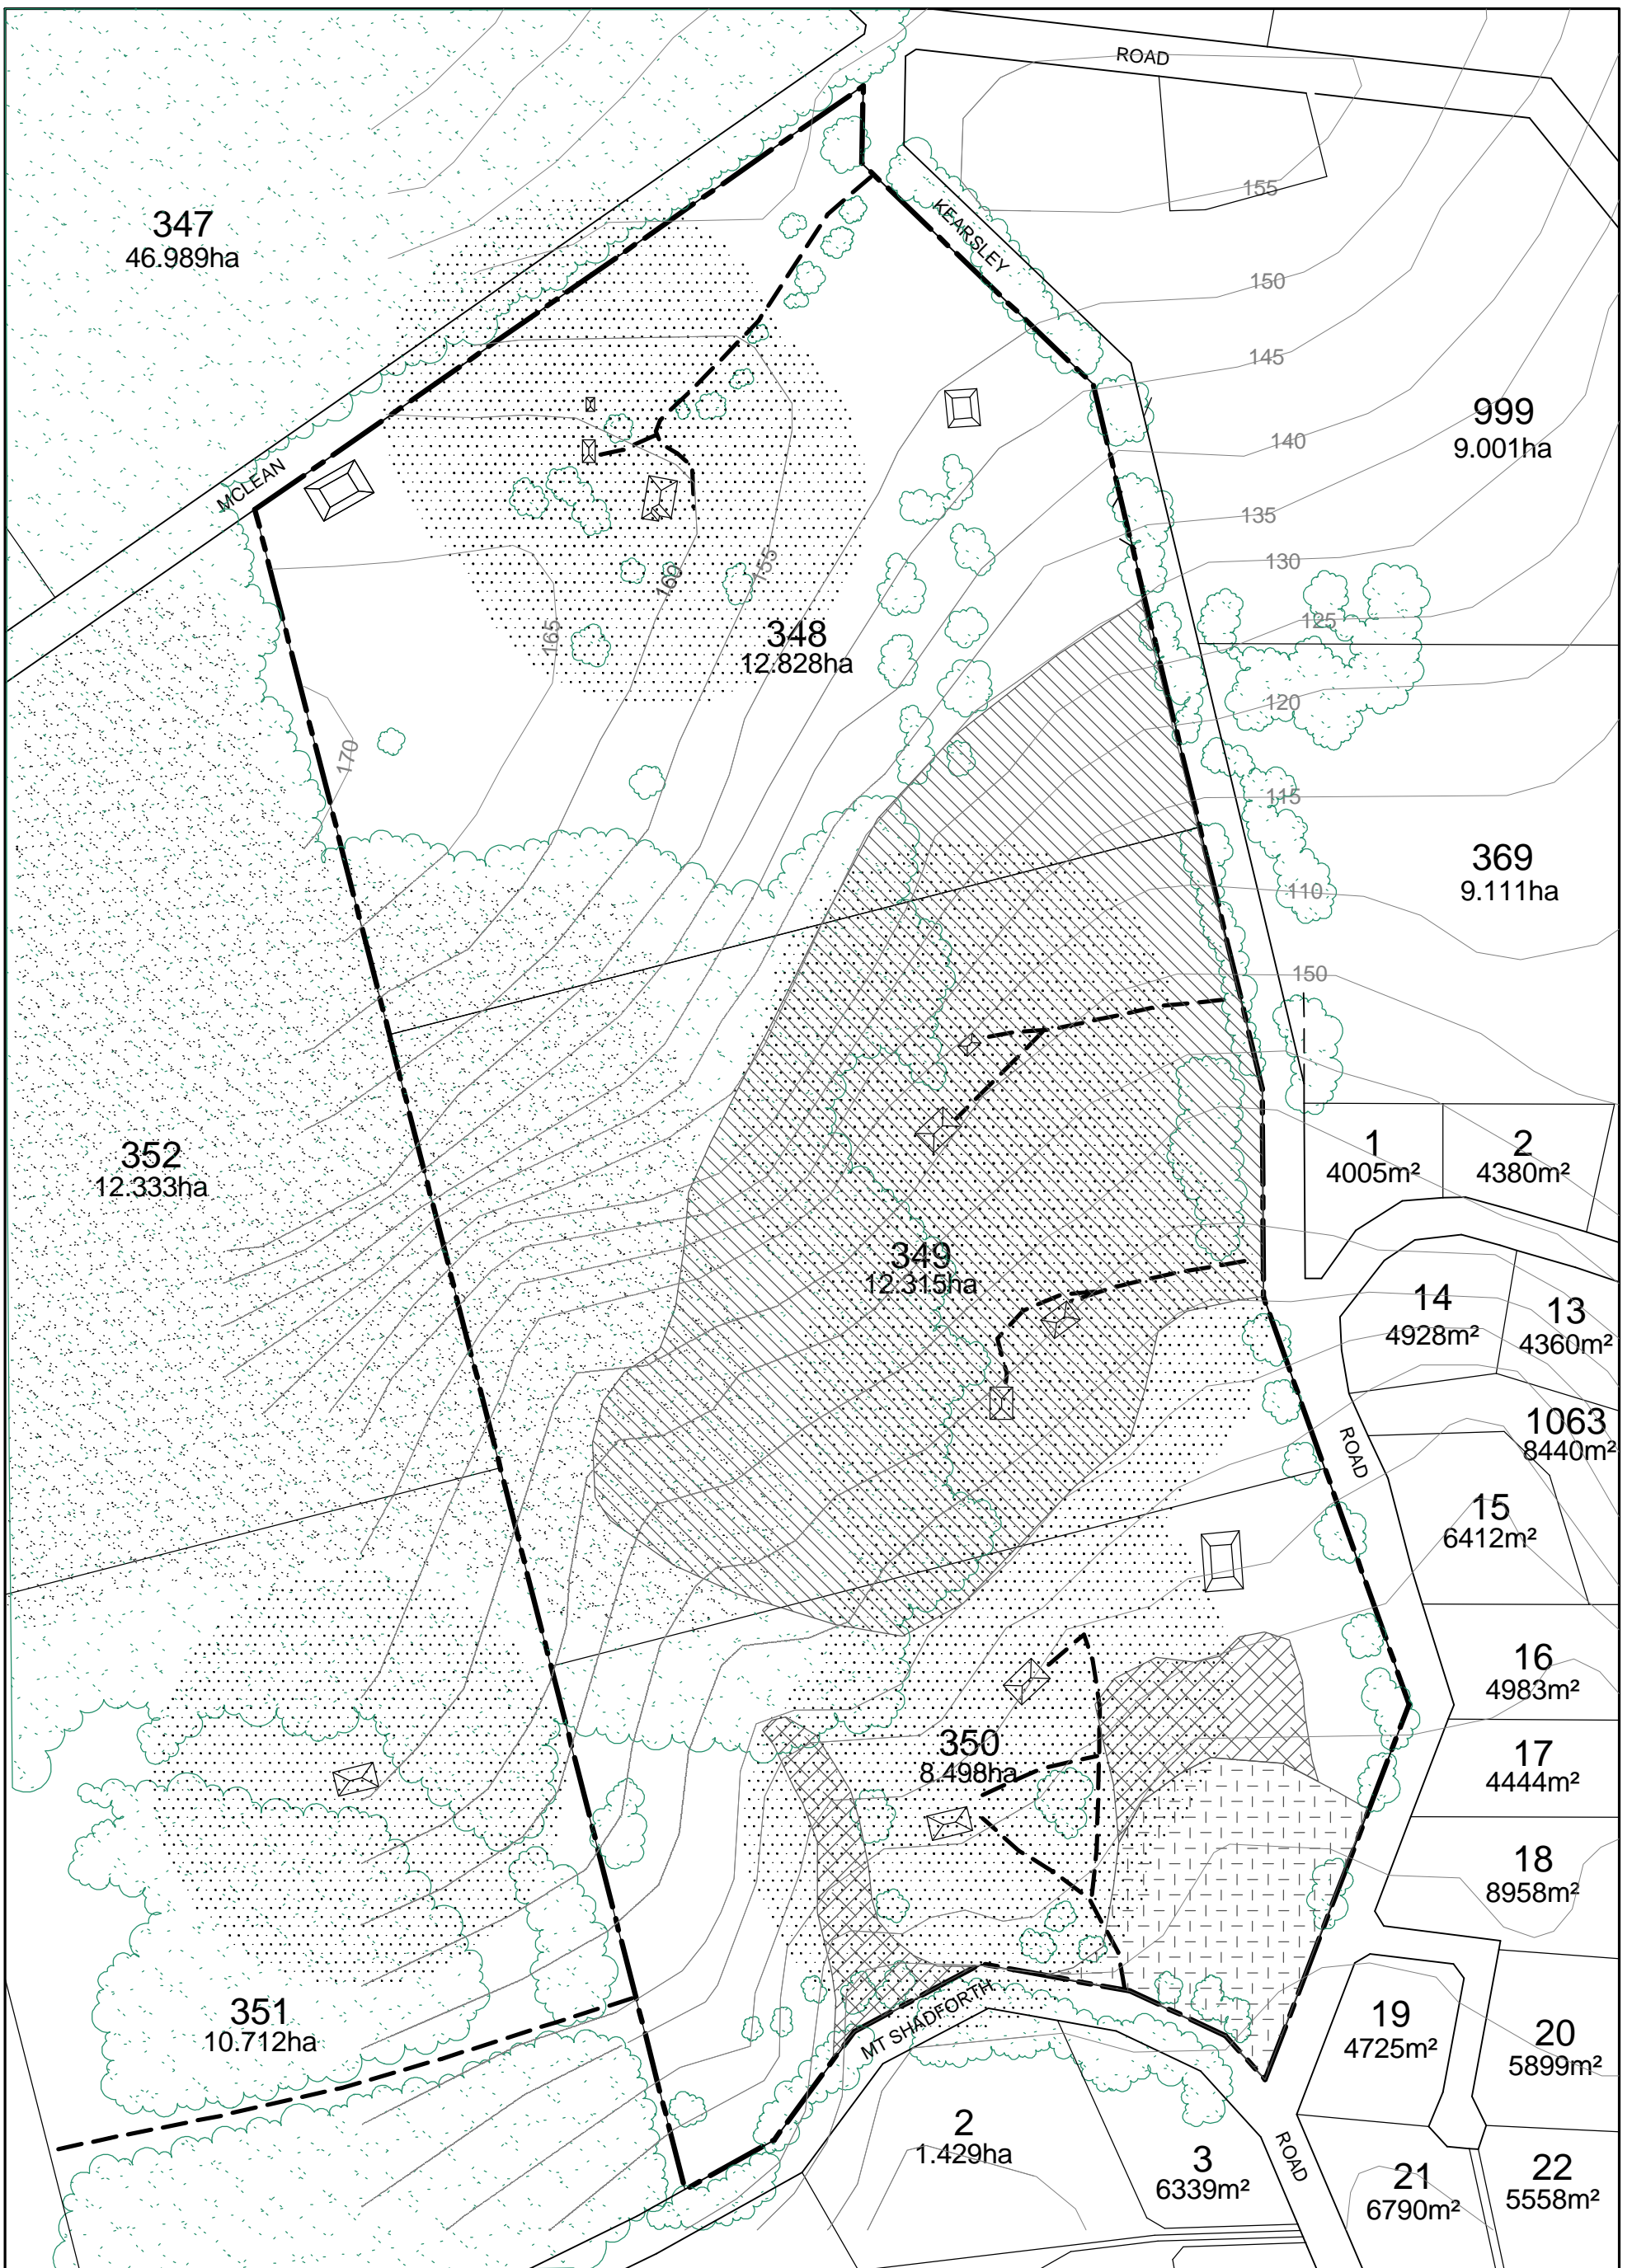 ROAD
155
KEARSLEY
347
46.989ha
150
145
999
9.001ha
140
MCLEAN
135
130
155
160
125
165
348
12.828ha
120
170
115
369
9.111ha
110
150
1
4005m²
2
4380m²
352
12.333ha
349
12.315ha
14
4928m²
13
4360m²
1063
8440m²
ROAD
15
6412m²
16
4983m²
350
8.498ha
17
4444m²
18
8958m²
351
10.712ha
MT SHADFORTH
19
4725m²
20
5899m²
2
1.429ha
3
6339m²
ROAD
21
6790m²
22
5558m²